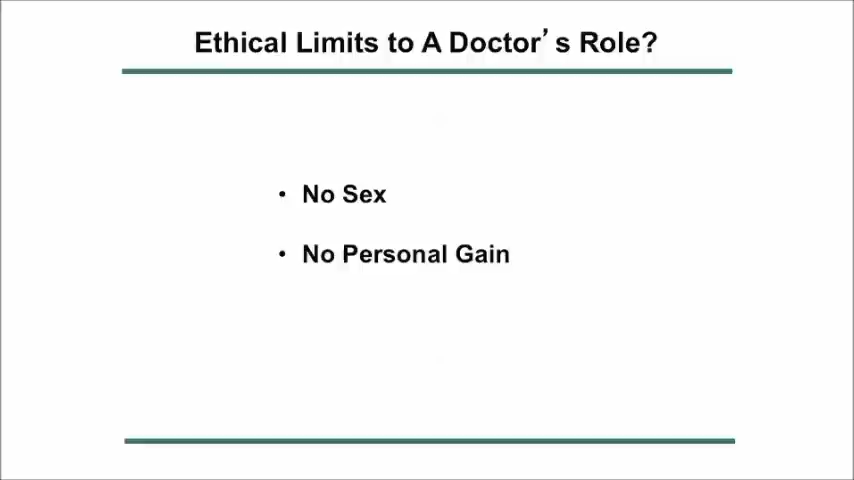 Ethical Limits to A Doctor’s Role?
• No Sex
• No Personal Gain